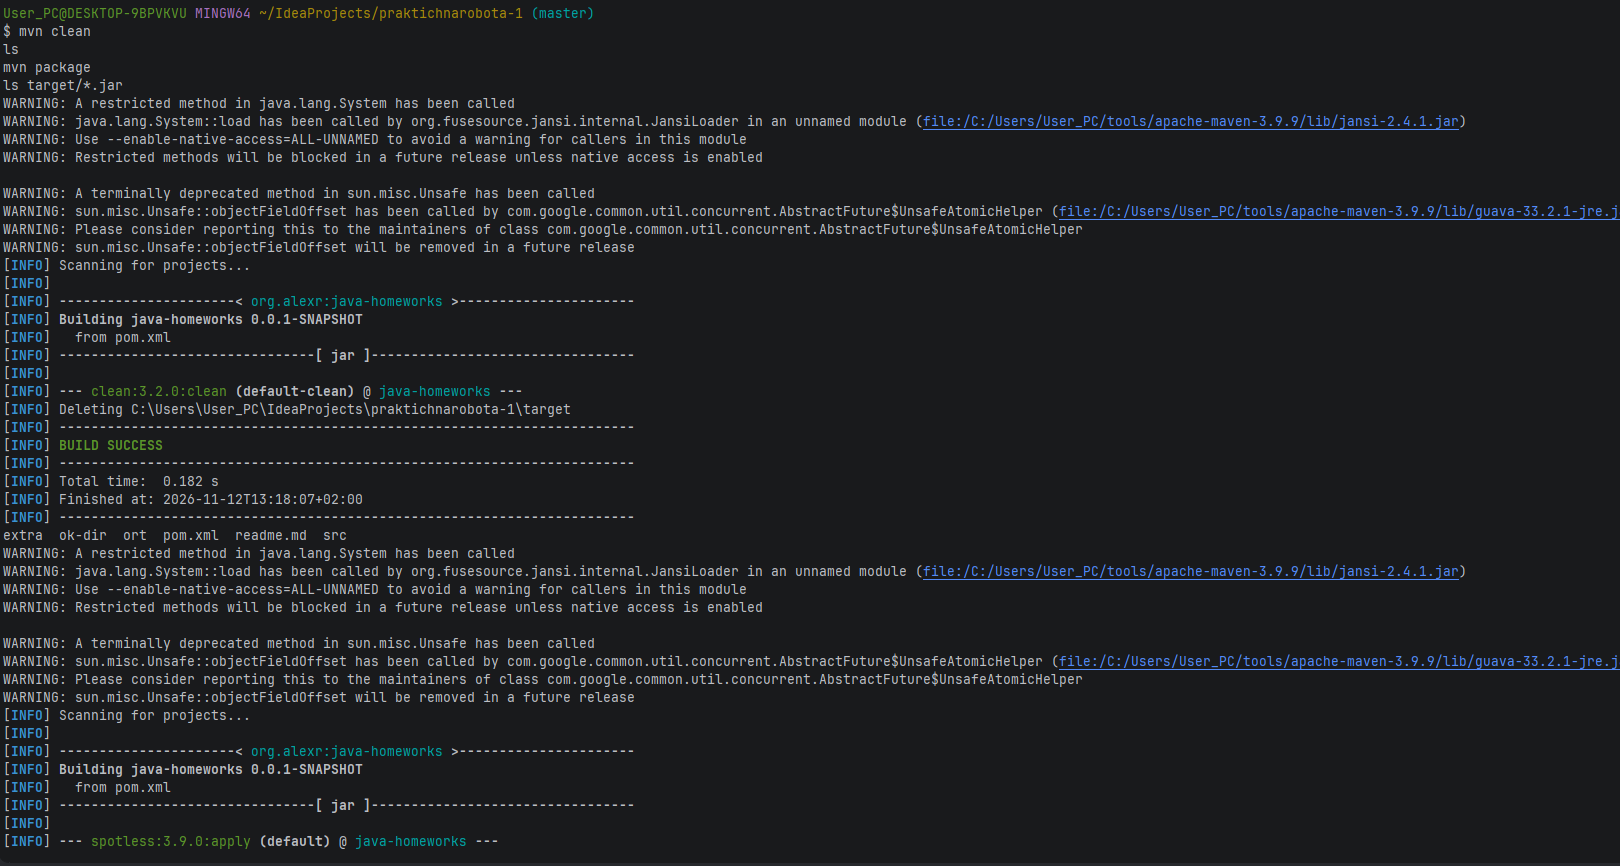 User_PC@DESKTOP-9BPVKVU MINGW64 ~/IdeaProjects/praktichnarobota-1 (master)
$ mvn clean
ls
mvn package
ls target/*.jar
WARNING: A restricted method in java.lang.System has been called
WARNING: java.lang.System::load has been called by org.fusesource.jansi.internal.JansiLoader in an unnamed module (file:/C:/Users/User_PC/tools/apache-maven-3.9.9/lib/jansi-2.4.1.jar)
WARNING: Use --enable-native-access=ALL-UNNAMED to avoid a warning for callers in this module
WARNING: Restricted methods will be blocked in a future release unless native access is enabled

WARNING: A terminally deprecated method in sun.misc.Unsafe has been called
WARNING: sun.misc.Unsafe::objectFieldOffset has been called by com.google.common.util.concurrent.AbstractFuture$UnsafeAtomicHelper (file:/C:/Users/User_PC/tools/apache-maven-3.9.9/lib/guava-33.2.1-jre.j
WARNING: Please consider reporting this to the maintainers of class com.google.common.util.concurrent.AbstractFuture$UnsafeAtomicHelper
WARNING: sun.misc.Unsafe::objectFieldOffset will be removed in a future release
[INFO] Scanning for projects...
[INFO]
[INFO] ----------------------< org.alexr:java-homeworks >----------------------
[INFO] Building java-homeworks 0.0.1-SNAPSHOT
[INFO]   from pom.xml
[INFO] --------------------------------[ jar ]---------------------------------
[INFO]
[INFO] --- clean:3.2.0:clean (default-clean) @ java-homeworks ---
[INFO] Deleting C:\Users\User_PC\IdeaProjects\praktichnarobota-1\target
[INFO] ------------------------------------------------------------------------
[INFO] BUILD SUCCESS
[INFO] ------------------------------------------------------------------------
[INFO] Total time:  0.182 s
[INFO] Finished at: 2026-11-12T13:18:07+02:00
[INFO] ------------------------------------------------------------------------
extra  ok-dir  ort  pom.xml  readme.md  src
WARNING: A restricted method in java.lang.System has been called
WARNING: java.lang.System::load has been called by org.fusesource.jansi.internal.JansiLoader in an unnamed module (file:/C:/Users/User_PC/tools/apache-maven-3.9.9/lib/jansi-2.4.1.jar)
WARNING: Use --enable-native-access=ALL-UNNAMED to avoid a warning for callers in this module
WARNING: Restricted methods will be blocked in a future release unless native access is enabled

WARNING: A terminally deprecated method in sun.misc.Unsafe has been called
WARNING: sun.misc.Unsafe::objectFieldOffset has been called by com.google.common.util.concurrent.AbstractFuture$UnsafeAtomicHelper (file:/C:/Users/User_PC/tools/apache-maven-3.9.9/lib/guava-33.2.1-jre.j
WARNING: Please consider reporting this to the maintainers of class com.google.common.util.concurrent.AbstractFuture$UnsafeAtomicHelper
WARNING: sun.misc.Unsafe::objectFieldOffset will be removed in a future release
[INFO] Scanning for projects...
[INFO]
[INFO] ----------------------< org.alexr:java-homeworks >----------------------
[INFO] Building java-homeworks 0.0.1-SNAPSHOT
[INFO]   from pom.xml
[INFO] --------------------------------[ jar ]---------------------------------
[INFO]
[INFO] --- spotless:3.9.0:apply (default) @ java-homeworks ---